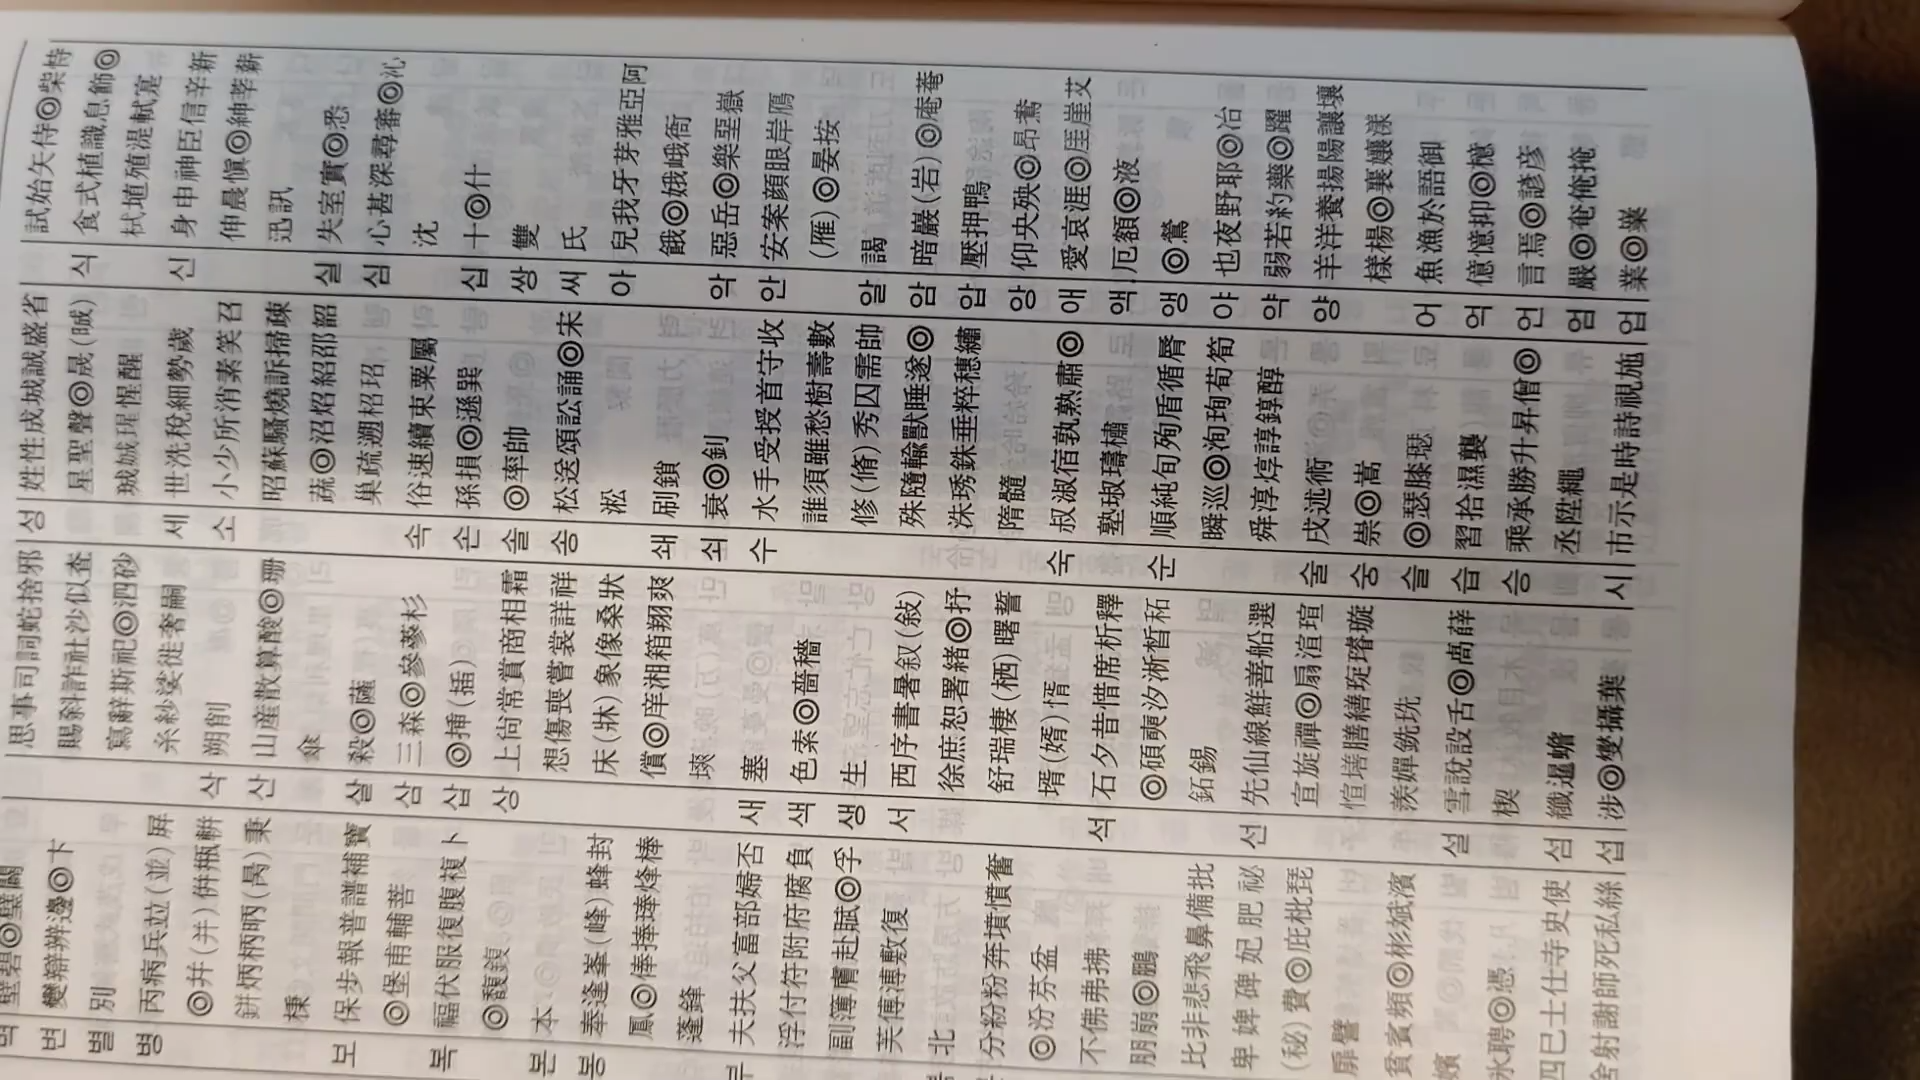 벽 壁碧◎璧闢
변 變辯辨邊◎卞
별 別
병 丙病兵竝(並)屛
◎幷(并)倂甁軿
鉼炳柄昞(昺)秉
棅
보 保步報普譜補寶
◎堡甫輔菩
복 福伏服復腹複卜
◎馥鍑
본 本
봉 奉逢峯(峰)蜂封
鳳◎俸捧琫烽棒
蓬鋒
부 夫扶父富部婦否
浮付符附府腐負
副簿膚赴賦◎孚
芙傅溥敷復
북 北
분 分紛粉奔墳憤奮
◎汾芬盆
不佛弗拂
朋崩◎鵬
比非悲飛鼻備批
卑婢碑妃肥祕
(秘)費◎庇枇琵
扉譬
貧賓頻◎彬斌濱
嬪
氷聘◎憑
四巳士仕寺史使
舍射謝師死私絲
思事司詞蛇捨邪
賜斜詐社沙似査
寫辭斯祀◎泗砂
糸紗娑徙奢嗣
삭 朔削
산 山産散算酸◎珊
傘
살 殺◎薩
삼 三森◎參蔘杉
삽 ◎揷(插)
상 上尙常賞商相霜
想傷喪嘗裳詳祥
床(牀)象像桑狀
償◎庠湘箱翔爽
塽
새 塞
색 色索◎嗇穡
생 生
서 西序書暑敍(敘)
徐庶恕署緖◎抒
舒瑞棲(栖)曙誓
壻(婿)惰
석 石夕昔惜席析釋
◎碩奭汐淅晳䄷
鉐錫
선 先仙線鮮善船選
宣旋禪◎扇渲瑄
愃墡膳繕琁璿璇
羨嬋銑珗
설 雪說設舌◎卨薛
楔
섬 纖暹蟾
섭 涉◎燮攝葉
성 姓性成城誠盛省
星聖聲◎晟(晠)
珹娍瑆惺醒
세 世洗稅細勢歲
소 小少所消素笑召
昭蘇騷燒訴掃疎
蔬◎沼炤紹邵韶
巢疏遡柖玿
속 俗速續束粟屬
손 孫損◎遜巽
솔 ◎率帥
송 松送頌訟誦◎宋
淞
쇄 刷鎖
쇠 衰◎釗
수 水手受授首守收
誰須雖愁樹壽數
修(脩)秀囚需帥
殊隨輸獸睡遂◎
洙琇銖垂粹穗繡
隋髓
숙 叔淑宿孰熟肅◎
塾琡璹橚
순 順純旬殉盾循脣
瞬巡◎洵珣荀筍
舜淳焞諄錞醇
술 戌述術
숭 崇◎嵩
슬 ◎瑟膝璱
습 習拾濕襲
승 乘承勝升昇僧◎
丞陞繩
시 市示是時詩視施
試始矢侍◎柴恃
식 食式植識息飾◎
栻埴殖湜軾寔
신 身申神臣信辛新
伸晨愼◎紳莘薪
迅訊
실 失室實◎悉
심 心甚深尋審◎沁
沈
십 十◎什
쌍 雙
씨 氏
아 兒我牙芽雅亞阿
餓◎娥峨衙
악 惡岳◎樂堊嶽
안 安案顔眼岸鴈
(雁)◎晏按
알 謁
암 暗巖(岩)◎庵菴
압 壓押鴨
앙 仰央殃◎昂鴦
애 愛哀涯◎厓崖艾
액 厄額◎液
앵 ◎鶯
야 也夜野耶◎冶
약 弱若約藥◎躍
양 羊洋養揚陽讓壤
樣楊◎襄孃漾
어 魚漁於語御
억 億憶抑◎檍
언 言焉◎諺彦
엄 嚴◎奄俺掩
업 業◎嶪